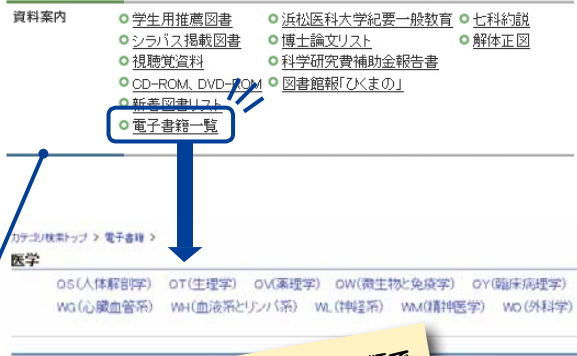 資料案内
学生用推薦図書 浜松医科大学紀要一般教育 七科約説
シラバス掲載図書 博士論文リスト 解体正図
視聴覚資料 科学研究費補助金報告書
CD-ROM、DVD-ROM 図書館報「ひくまの」
新着図書リスト
電子書籍一覧
カテゴリ検索トップ > 電子書籍 >
医学
QS(人体解剖学) QT(生理学) QV(薬理学) QW(微生物と免疫学) QY(臨床病理学)
WG(心臓血管系) WH(血液系とリンパ系) WL(神経系) WM(精神医学) WO(外科学)